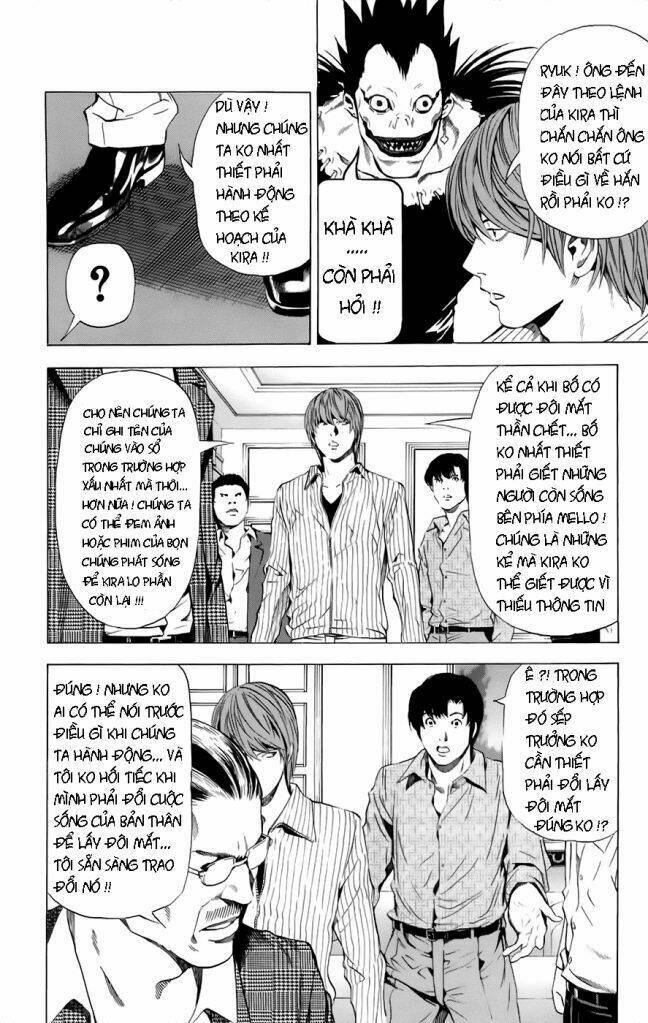 RYUK ! ÔNG ĐẾN
ĐÂY THEO LỆNH
CỦA KIRA THÌ
CHẮN CHẮN ÔNG
KO NÓI BẤT CỨ
ĐIỀU GÌ VỀ HẮN
RỒI PHẢI KO !?
KHÀ KHÀ
.....
CÒN PHẢI
HỎI !!
DÙ VẬY !
NHƯNG CHÚNG
TA KO NHẤT
THIẾT PHẢI
HÀNH ĐỘNG
THEO KẾ
HOẠCH CỦA
KIRA !!
?
KỂ CẢ KHI BỐ CÓ
ĐƯỢC ĐÔI MẮT
THẦN CHẾT... BỐ
KO NHẤT THIẾT
PHẢI GIẾT NHỮNG
NGƯỜI CÒN SỐNG
BÊN PHÍA MELLO !
CHÚNG LÀ NHỮNG
KẺ MÀ KIRA KO
THỂ GIẾT ĐƯỢC VÌ
THIẾU THÔNG TIN
CHO NÊN CHÚNG TA
CHỈ GHI TÊN CỦA
CHÚNG VÀO SỔ
TRONG TRƯỜNG HỢP
XẤU NHẤT MÀ THÔI...
HƠN NỮA ! CHÚNG TA
CÓ THỂ ĐEM ẢNH
HOẶC PHIM CỦA BỌN
CHÚNG PHÁT SÓNG
ĐỂ KIRA LO PHẦN
CÒN LẠI !!!
Ê ?! TRONG
TRƯỜNG HỢP
ĐÓ SẾP
TRƯỞNG KO
CẦN THIẾT
PHẢI ĐỔI LẤY
ĐÔI MẮT
ĐÚNG KO !?
ĐÚNG ! NHƯNG KO
AI CÓ THỂ NÓI TRƯỚC
ĐIỀU GÌ KHI CHÚNG
TA HÀNH ĐỘNG... VÀ
TÔI KO HỐI TIẾC KHI
MÌNH PHẢI ĐỔI CUỘC
SỐNG CỦA BẢN THÂN
ĐỂ LẤY ĐÔI MẮT...
TÔI SẴN SÀNG TRAO
ĐỔI NÓ !!